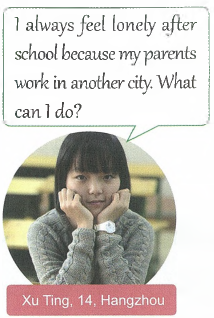 I always feel lonely after
school because my parents
work in another city. What
can I do?
Xu Ting, 14, Hangzhou